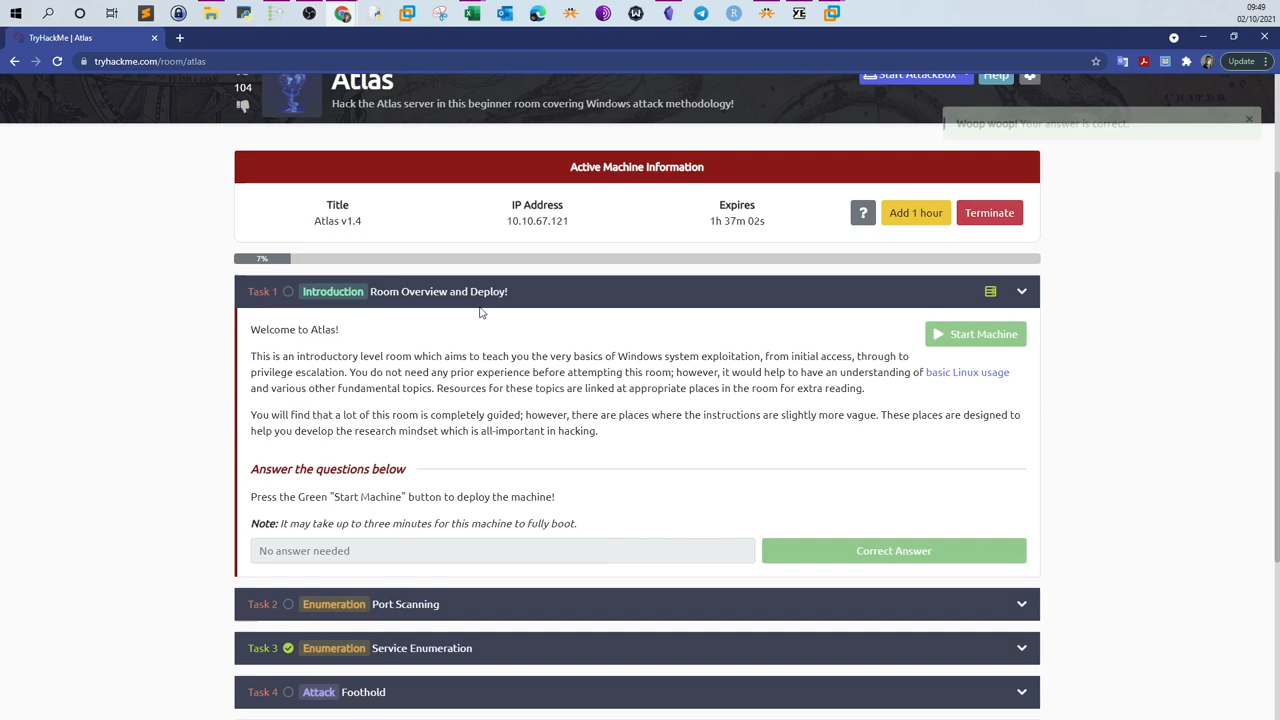 09:49
02/10/2021
TryHackMe | Atlas
tryhackme.com/room/atlas
Update
104
Atlas
Start AttackBox
Help
Hack the Atlas server in this beginner room covering Windows attack methodology!
CRATER
Woop woop! Your answer is correct.
Active Machine Information
Title
IP Address
Expires
Atlas v1.4
10.10.67.121
1h 37m 02s
?
Add 1 hour
Terminate
7%
Task 1 Introduction Room Overview and Deploy!
Welcome to Atlas!
Start Machine
This is an introductory level room which aims to teach you the very basics of Windows system exploitation, from initial access, through to
privilege escalation. You do not need any prior experience before attempting this room; however, it would help to have an understanding of basic Linux usage
and various other fundamental topics. Resources for these topics are linked at appropriate places in the room for extra reading.
You will find that a lot of this room is completely guided; however, there are places where the instructions are slightly more vague. These places are designed to
help you develop the research mindset which is all-important in hacking.
Answer the questions below
Press the Green "Start Machine" button to deploy the machine!
Note: It may take up to three minutes for this machine to fully boot.
No answer needed
Correct Answer
Task 2 Enumeration Port Scanning
Task 3 Enumeration Service Enumeration
Task 4 Attack Foothold